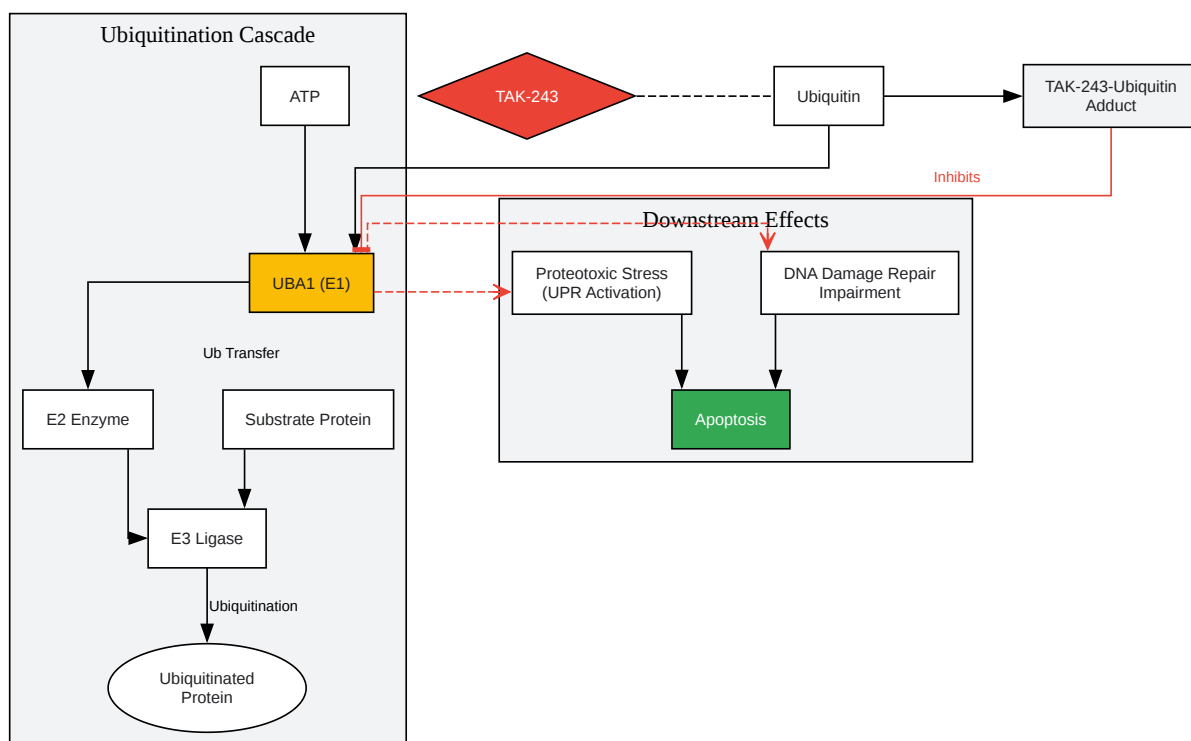 Ubiquitination Cascade
ATP
TAK-243
Ubiquitin
TAK-243-Ubiquitin
Adduct
Inhibits
Downstream Effects
UBA1 (E1)
Proteotoxic Stress
(UPR Activation)
DNA Damage Repair
Impairment
Ub Transfer
E2 Enzyme
Substrate Protein
Apoptosis
E3 Ligase
Ubiquitination
Ubiquitinated
Protein